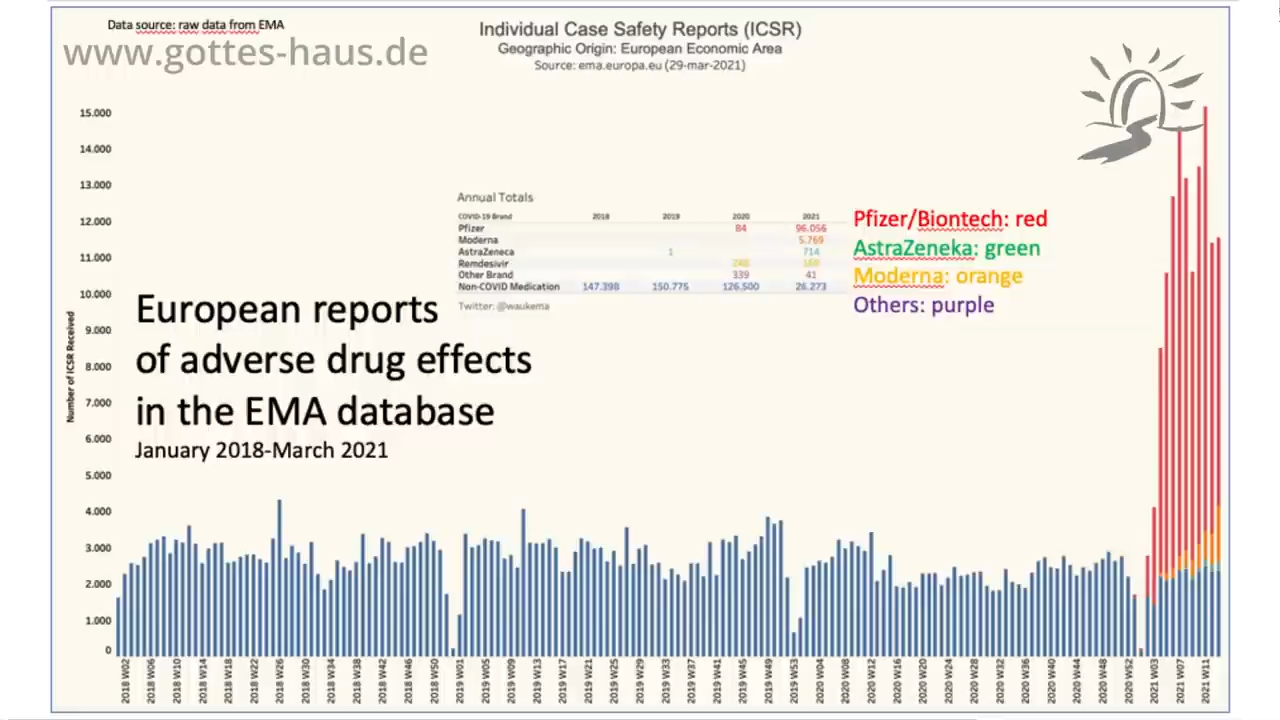 Data source: raw data from EMA
www.gottes-haus.de
Individual Case Safety Reports (ICSR)
Geographic Origin: European Economic Area
Source: ema.europa.eu (29-mar-2021)
15.000
14.000
13.000
12.000
11.000
10.000
9.000
8.000
7.000
6.000
5.000
4.000
3.000
2.000
1.000
0
Number of ICSR Received
Annual Totals
COVID-19 Brand 2018 2019 2020 2021
Pfizer 84 96.056
Moderna 5.769
AstraZeneca 1 714
Remdesivir
Other Brand 339 41
Non-COVID Medication 147.398 150.775 126.500 26.273
Twitter: @waukema
Pfizer/Biontech: red
AstraZeneka: green
Moderna: orange
Others: purple
European reports
of adverse drug effects
in the EMA database
January 2018-March 2021
2018 W02
2018 W06
2018 W10
2018 W14
2018 W18
2018 W22
2018 W26
2018 W30
2018 W34
2018 W38
2018 W42
2018 W46
2018 W50
2019 W01
2019 W05
2019 W09
2019 W13
2019 W17
2019 W21
2019 W25
2019 W29
2019 W33
2019 W37
2019 W41
2019 W45
2019 W49
2019 W53
2020 W04
2020 W08
2020 W12
2020 W16
2020 W20
2020 W24
2020 W28
2020 W32
2020 W36
2020 W40
2020 W44
2020 W48
2020 W52
2021 W03
2021 W07
2021 W11